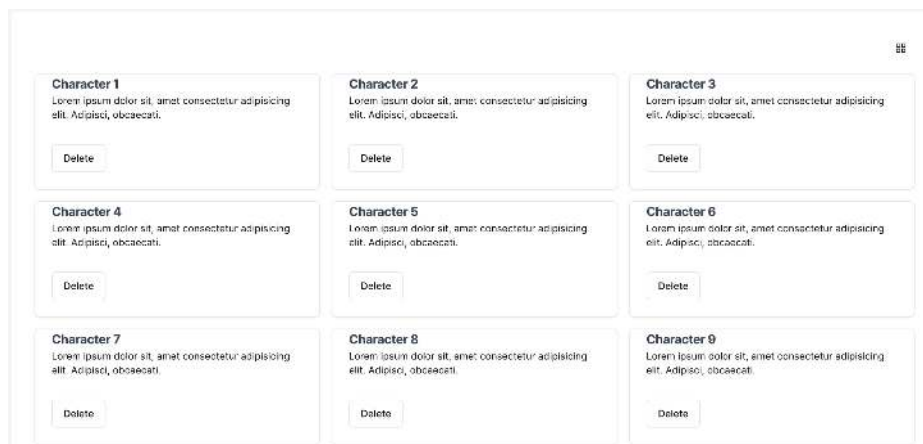 Character 1
Lorem ipsum dolor sit, amet consectetur adipisicing
elit. Adipisci, obcaecati.
Delete
Character 2
Lorem ipsum dolor sit, amet consectetur adipisicing
elit. Adipisci, obcaecati.
Delete
Character 3
Lorem ipsum dolor sit, amet consectetur adipisicing
elit. Adipisci, obcaecati.
Delete
Character 4
Lorem ipsum dolor sit, amet consectetur adipisicing
elit. Adipisci, obcaecati.
Delete
Character 5
Lorem ipsum dolor sit, amet consectetur adipisicing
elit. Adipisci, obcaecati.
Delete
Character 6
Lorem ipsum dolor sit, amet consectetur adipisicing
elit. Adipisci, obcaecati.
Delete
Character 7
Lorem ipsum dolor sit, amet consectetur adipisicing
elit. Adipisci, obcaecati.
Delete
Character 8
Lorem ipsum dolor sit, amet consectetur adipisicing
elit. Adipisci, obcaecati.
Delete
Character 9
Lorem ipsum dolor sit, amet consectetur adipisicing
elit. Adipisci, obcaecati.
Delete